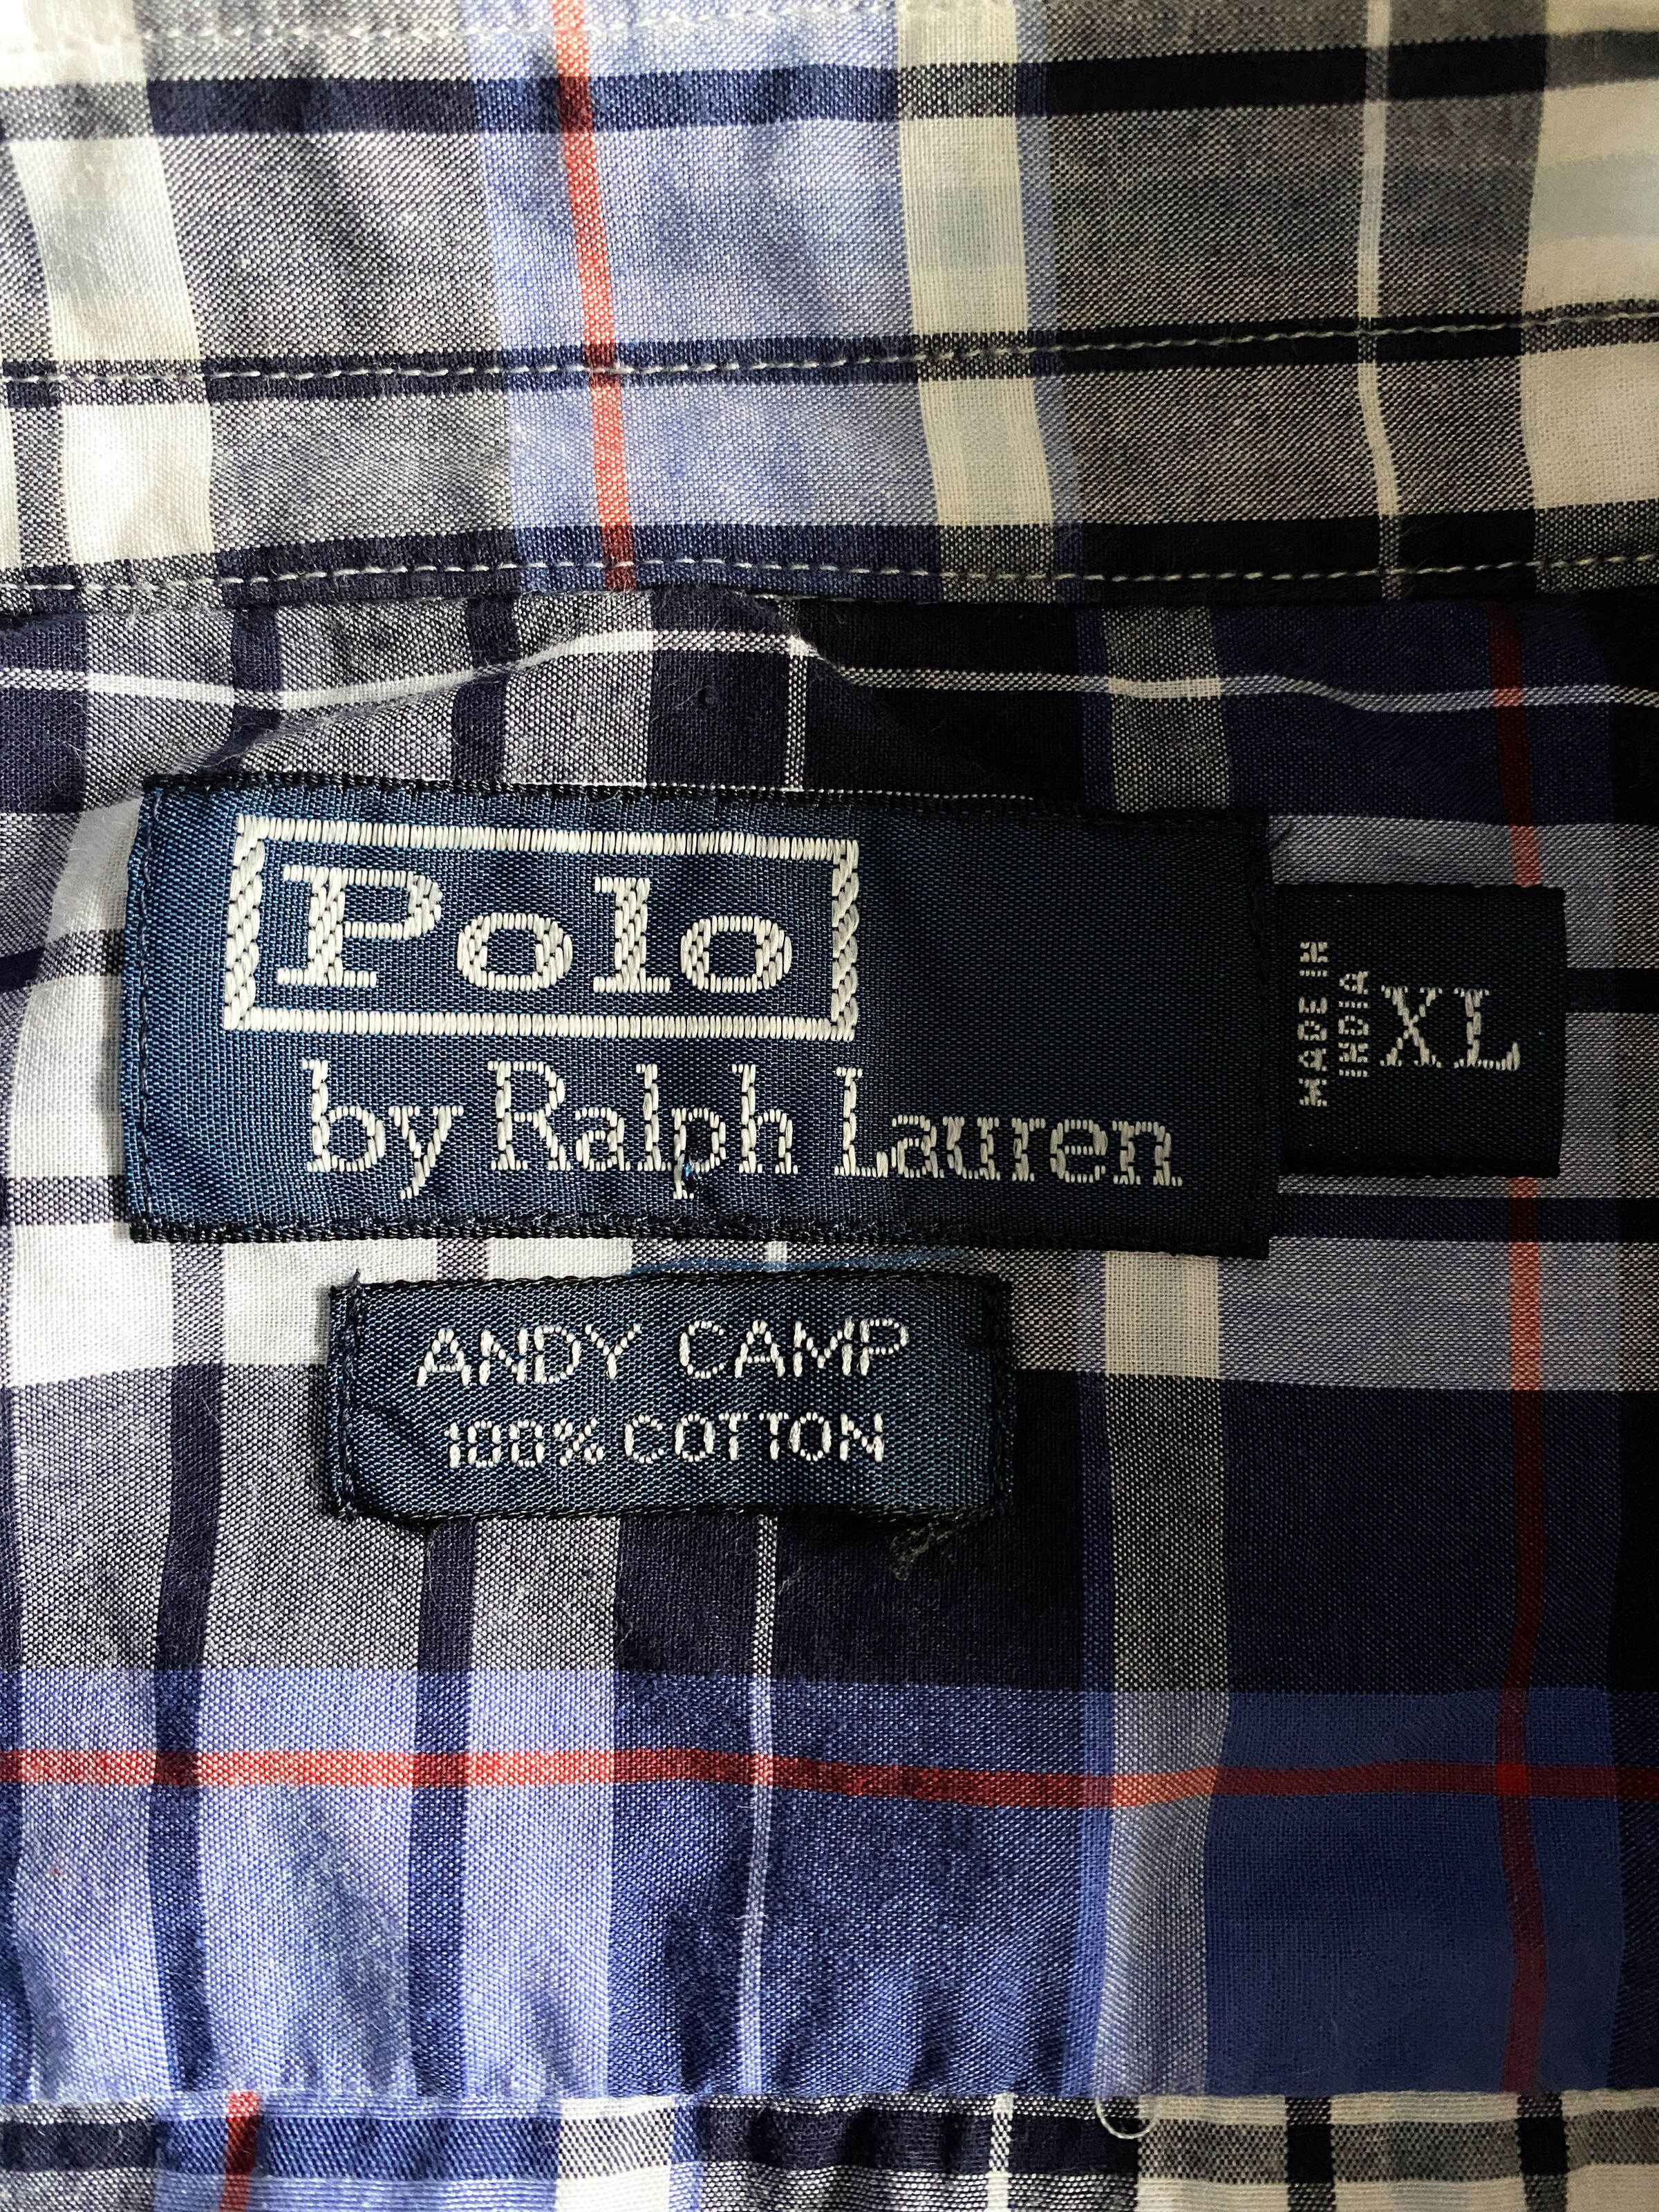 Polo
by Ralph Lauren
MADE IN
INDIA
XL
ANDY CAMP
100% COTTON